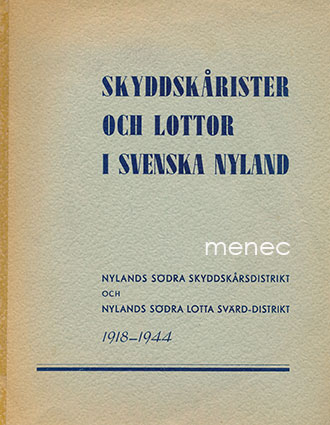 SKYDDSKÅRISTER
OCH LOTTOR
I SVENSKA NYLAND
menec
NYLANDS SÖDRA SKYDDSKÅRSDISTRIKT
OCH
NYLANDS SÖDRA LOTTA SVÄRD-DISTRIKT
1918–1944